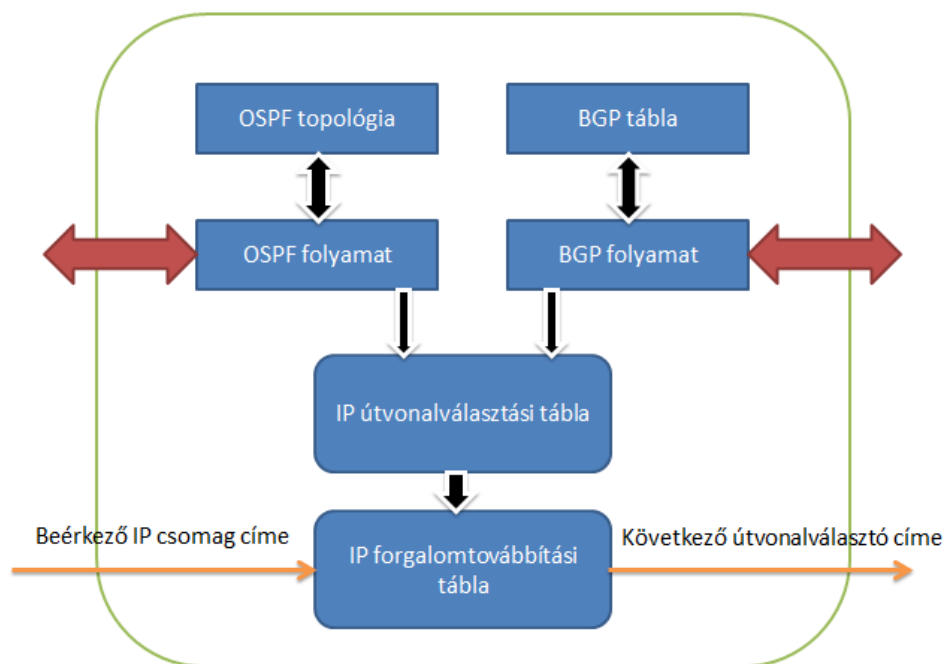 OSPF topológia
BGP tábla
OSPF folyamat
BGP folyamat
IP útvonalválasztási tábla
Beérkező IP csomag címe
IP forgalomtovábbítási
tábla
Következő útvonalválasztó címe